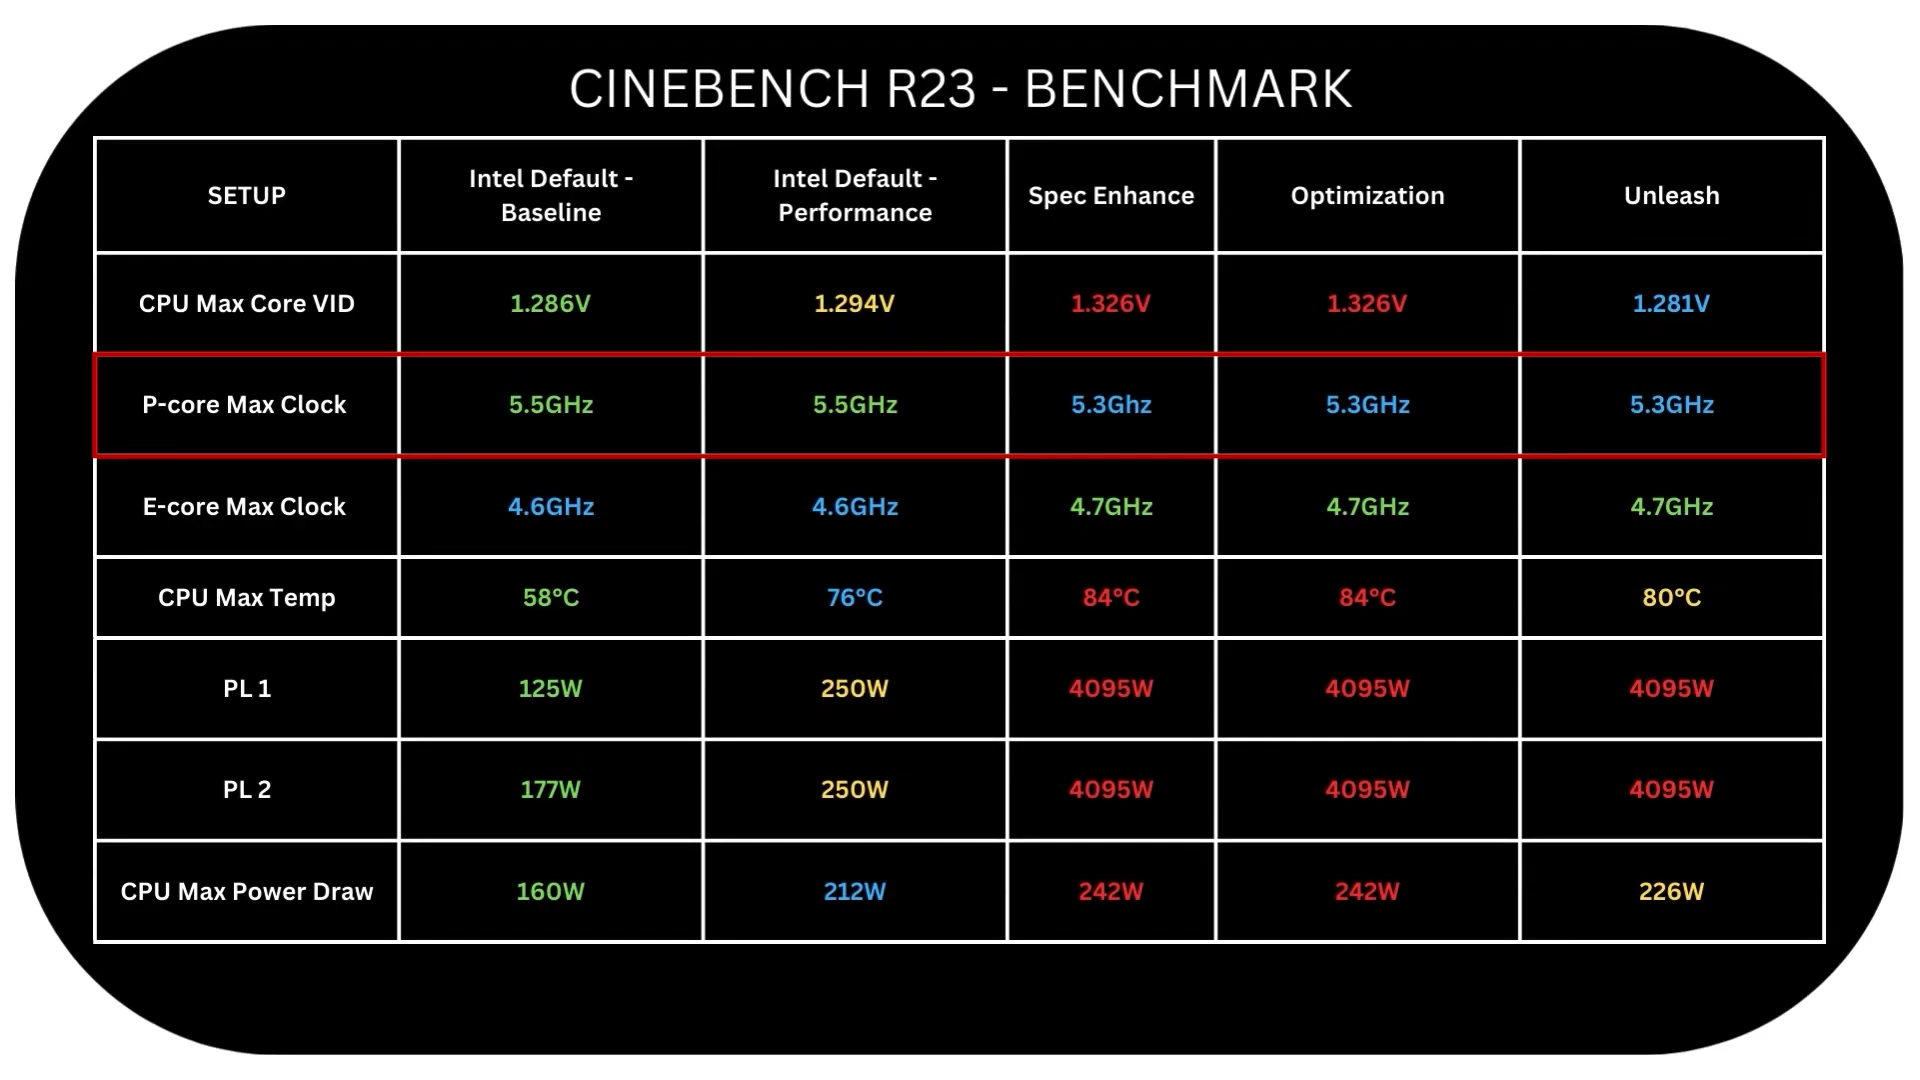 CINEBENCH R23 - BENCHMARK
SETUP
Intel Default -
Baseline
Intel Default -
Performance
Spec Enhance
Optimization
Unleash
CPU Max Core VID
1.286V
1.294V
1.326V
1.326V
1.281V
P-core Max Clock
5.5GHz
5.5GHz
5.3Ghz
5.3GHz
5.3GHz
E-core Max Clock
4.6GHz
4.6GHz
4.7GHz
4.7GHz
4.7GHz
CPU Max Temp
58°C
76°C
84°C
84°C
80°C
PL 1
125W
250W
4095W
4095W
4095W
PL 2
177W
250W
4095W
4095W
4095W
CPU Max Power Draw
160W
212W
242W
242W
226W